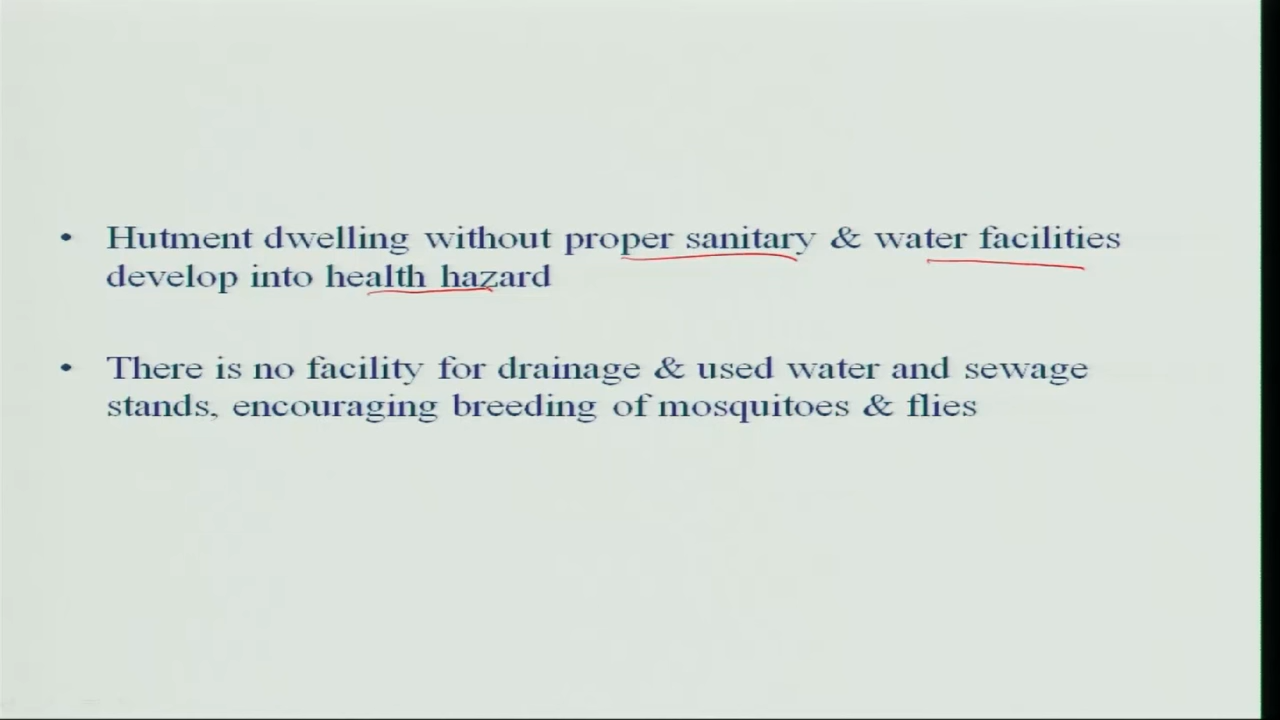 • Hutment dwelling without proper sanitary & water facilities
develop into health hazard
• There is no facility for drainage & used water and sewage
stands, encouraging breeding of mosquitoes & flies